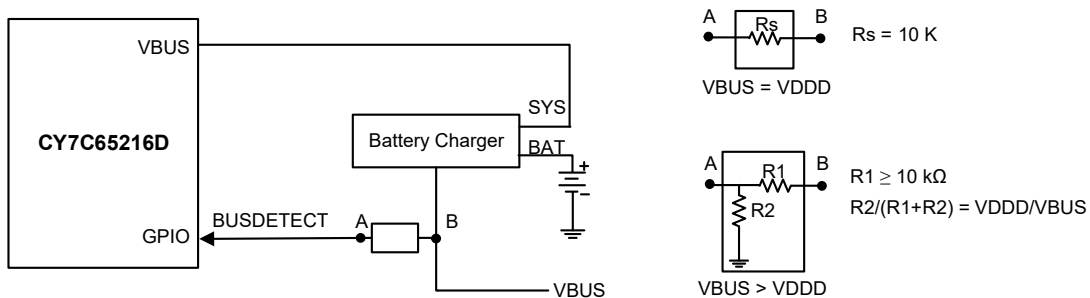 VBUS
CY7C65216D
SYS
Battery Charger
BAT
+
-
BUSDETECT
A
B
GPIO
VBUS
A
B
Rs
Rs = 10 K
VBUS = VDDD
A
B
R1
R2
R1 ≥ 10 kΩ
R2/(R1+R2) = VDDD/VBUS
VBUS > VDDD